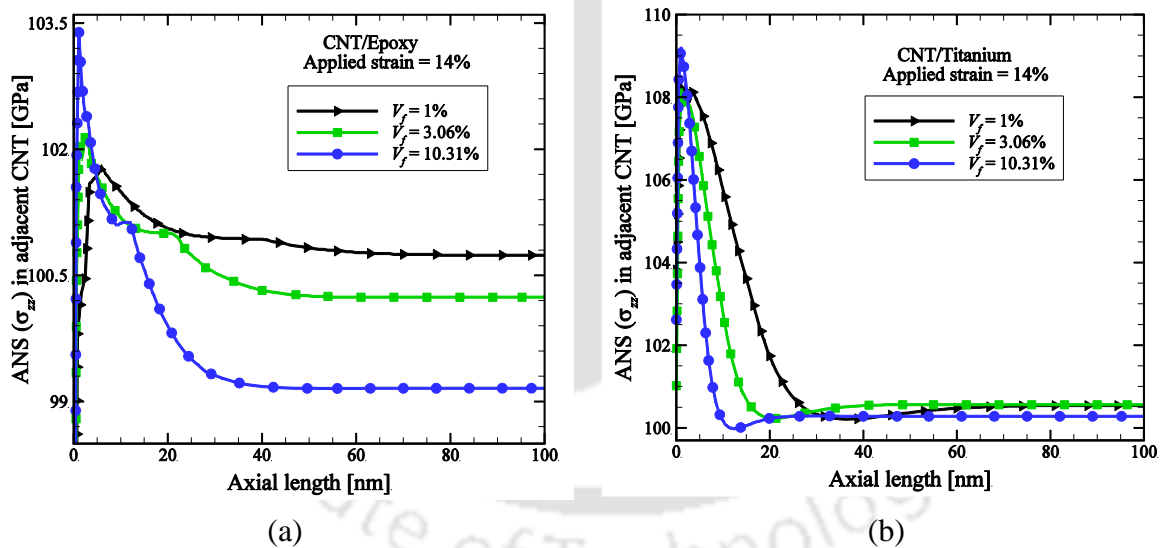 103.5
102
100.5
99
0
20
40
60
80
100
ANS (σzz) in adjacent CNT [GPa]
Axial length [nm]
CNT/Epoxy
Applied strain = 14%
Vf = 1%
Vf = 3.06%
Vf = 10.31%
(a)
110
108
106
104
102
100
0
20
40
60
80
100
ANS (σzz) in adjacent CNT [GPa]
Axial length [nm]
CNT/Titanium
Applied strain = 14%
Vf = 1%
Vf = 3.06%
Vf = 10.31%
(b)
ute of Technolog